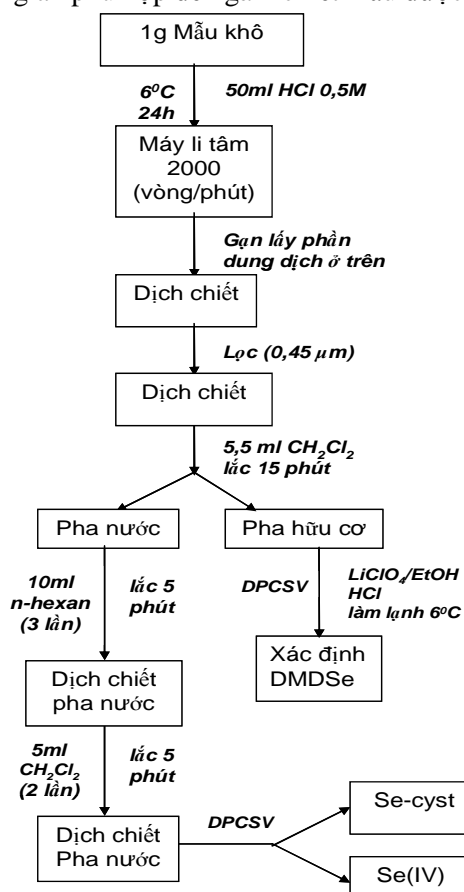 1g Mẫu khô
6⁰C
24h
50ml HCl 0,5M
Máy li tâm
2000
(vòng/phút)
Gạn lấy phần
dung dịch ở trên
Dịch chiết
Lọc (0,45 µm)
Dịch chiết
5,5 ml CH₂Cl₂
lắc 15 phút
Pha nước
Pha hữu cơ
10ml
n-hexan
(3 lần)
lắc 5
phút
DPCSV
LiClO₄/EtOH
HCl
làm lạnh 6⁰C
Dịch chiết
pha nước
Xác định
DMDSe
5ml
CH₂Cl₂
(2 lần)
lắc 5
phút
Dịch chiết
Pha nước
DPCSV
Se-cyst
Se(IV)